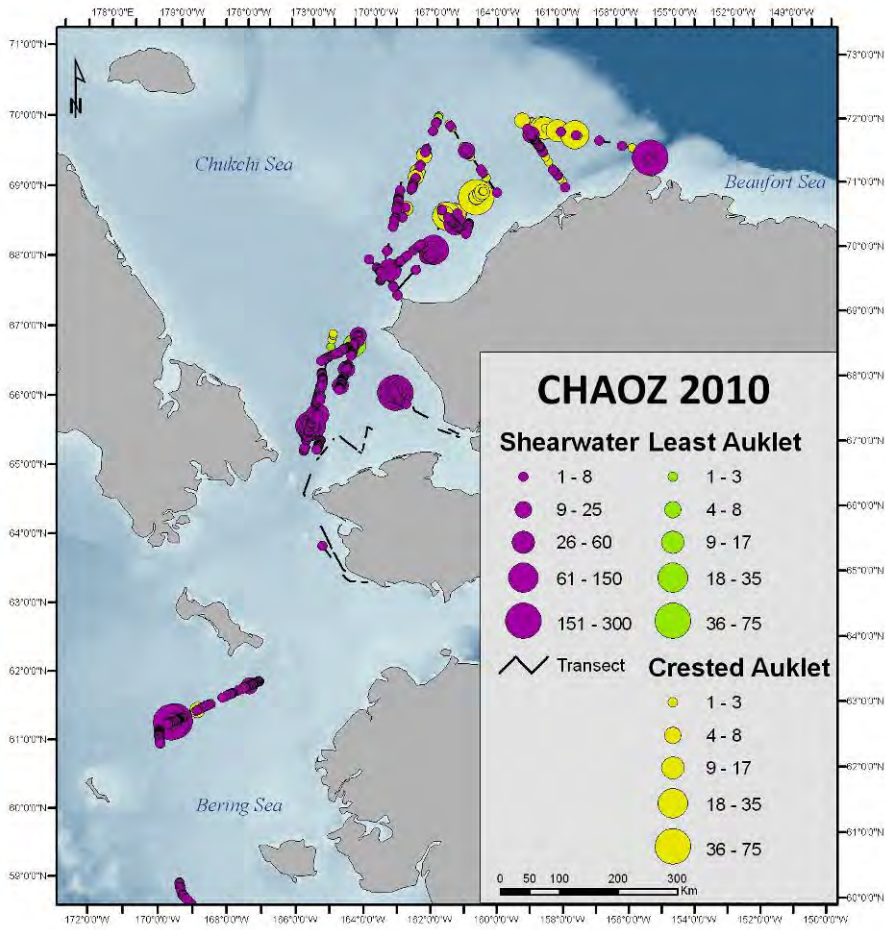 178°0'0"E 179°0'0"W 176°0'0"W 173°0'0"W 170°0'0"W 167°0'0"W 164°0'0"W 161°0'0"W 158°0'0"W 155°0'0"W 152°0'0"W 149°0'0"W
71°0'0"N
73°0'0"N
N
70°0'0"N
72°0'0"N
Chukchi Sea
Beaufort Sea
69°0'0"N
71°0'0"N
68°0'0"N
70°0'0"N
67°0'0"N
69°0'0"N
66°0'0"N
68°0'0"N
65°0'0"N
67°0'0"N
64°0'0"N
66°0'0"N
63°0'0"N
65°0'0"N
62°0'0"N
64°0'0"N
61°0'0"N
63°0'0"N
60°0'0"N
62°0'0"N
59°0'0"N
61°0'0"N
60°0'0"N
Bering Sea
CHAOZ 2010
Shearwater
1 - 8
9 - 25
26 - 60
61 - 150
151 - 300
Transect
Least Auklet
1 - 3
4 - 8
9 - 17
18 - 35
36 - 75
Crested Auklet
1 - 3
4 - 8
9 - 17
18 - 35
36 - 75
0 50 100 200 300
Km
172°0'0"W 170°0'0"W 168°0'0"W 166°0'0"W 164°0'0"W 162°0'0"W 160°0'0"W 158°0'0"W 156°0'0"W 154°0'0"W 152°0'0"W 150°0'0"W